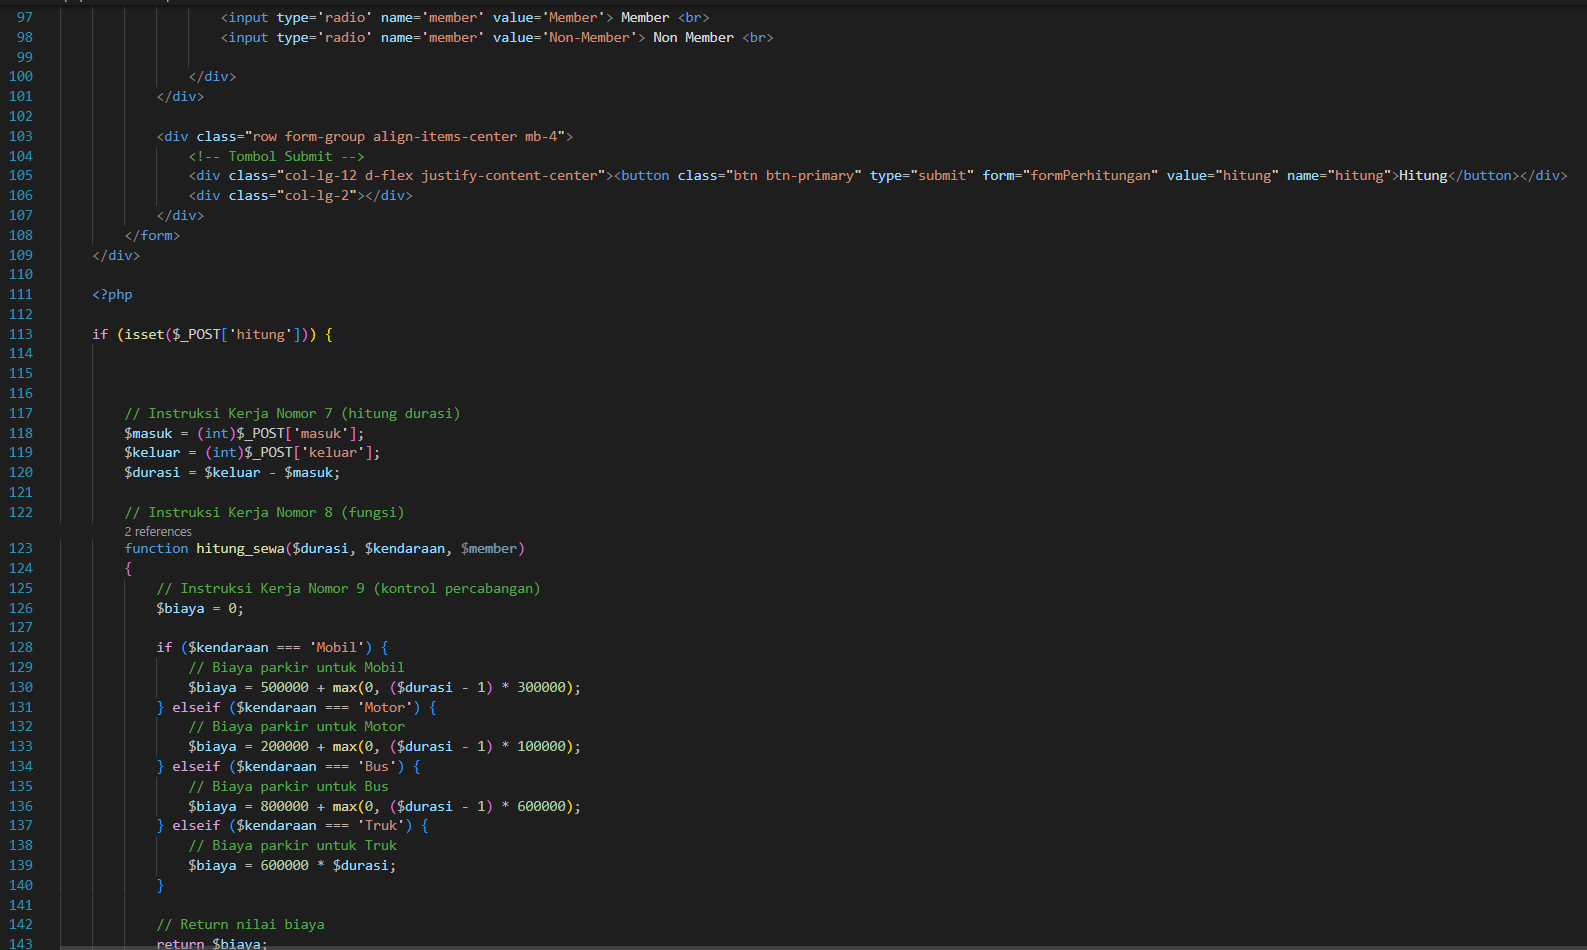 97 <input type='radio' name='member' value='Member'> Member <br>
98 <input type='radio' name='member' value='Non-Member'> Non Member <br>
99
100 </div>
101 </div>
102
103 <div class="row form-group align-items-center mb-4">
104 <!-- Tombol Submit -->
105 <div class="col-lg-12 d-flex justify-content-center"><button class="btn btn-primary" type="submit" form="formPerhitungan" value="hitung" name="hitung">Hitung</button></div>
106 <div class="col-lg-2"></div>
107 </div>
108 </form>
109 </div>
110
111 <?php
112
113 if (isset($_POST['hitung'])) {
114
115
116
117 // Instruksi Kerja Nomor 7 (hitung durasi)
118 $masuk = (int)$_POST['masuk'];
119 $keluar = (int)$_POST['keluar'];
120 $durasi = $keluar - $masuk;
121
122 // Instruksi Kerja Nomor 8 (fungsi)
2 references
123 function hitung_sewa($durasi, $kendaraan, $member)
124 {
125 // Instruksi Kerja Nomor 9 (kontrol percabangan)
126 $biaya = 0;
127
128 if ($kendaraan === 'Mobil') {
129 // Biaya parkir untuk Mobil
130 $biaya = 500000 + max(0, ($durasi - 1) * 300000);
131 } elseif ($kendaraan === 'Motor') {
132 // Biaya parkir untuk Motor
133 $biaya = 200000 + max(0, ($durasi - 1) * 100000);
134 } elseif ($kendaraan === 'Bus') {
135 // Biaya parkir untuk Bus
136 $biaya = 800000 + max(0, ($durasi - 1) * 600000);
137 } elseif ($kendaraan === 'Truk') {
138 // Biaya parkir untuk Truk
139 $biaya = 600000 * $durasi;
140 }
141
142 // Return nilai biaya
143 return $biaya;